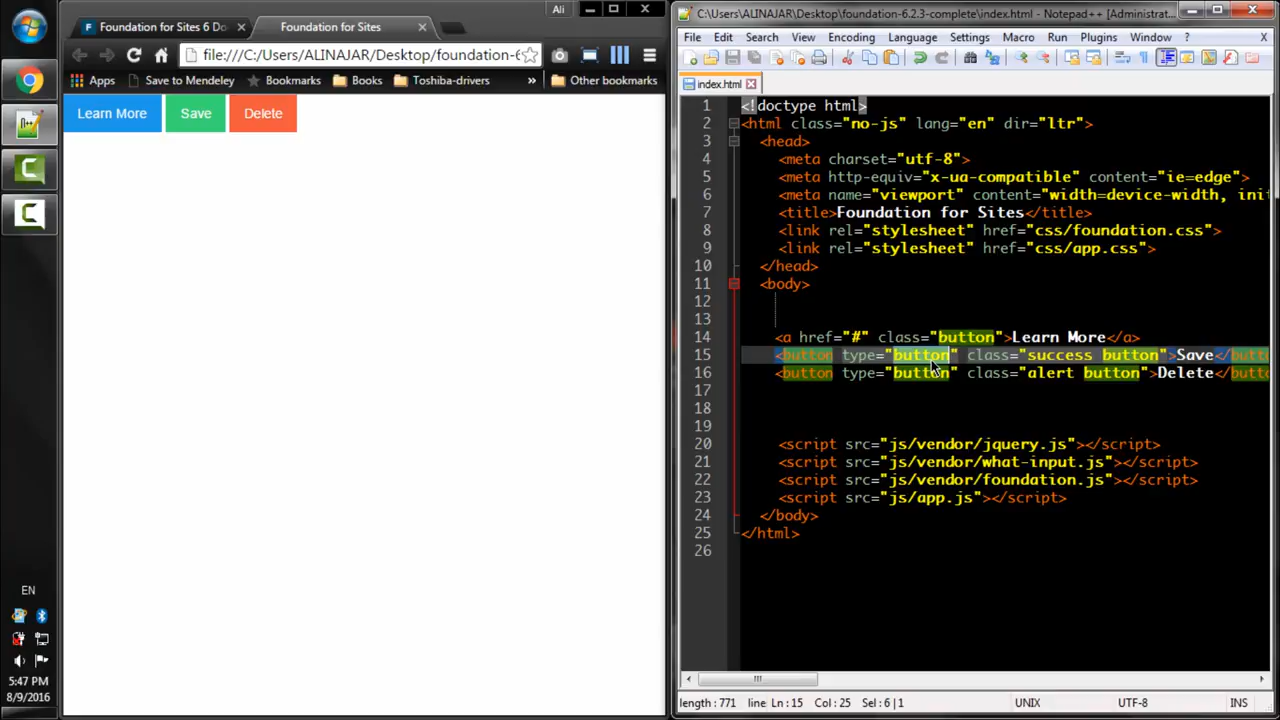 Foundation for Sites 6 Do
Foundation for Sites
Ali
file:///C:/Users/ALINAJAR/Desktop/foundation-6
Apps
Save to Mendeley
Bookmarks
Books
Toshiba-drivers
»
Other bookmarks
Learn More
Save
Delete
C:\Users\ALINAJAR\Desktop\foundation-6.2.3-complete\index.html - Notepad++ [Administrat...
File Edit Search View Encoding Language Settings Macro Run Plugins Window ? X
index.html
1 <!doctype html>
2 <html class="no-js" lang="en" dir="ltr">
3 <head>
4 <meta charset="utf-8">
5 <meta http-equiv="x-ua-compatible" content="ie=edge">
6 <meta name="viewport" content="width=device-width, init
7 <title>Foundation for Sites</title>
8 <link rel="stylesheet" href="css/foundation.css">
9 <link rel="stylesheet" href="css/app.css">
10 </head>
11 <body>
12
13
14 <a href="#" class="button">Learn More</a>
15 <button type="button" class="success button">Save</butto
16 <button type="button" class="alert button">Delete</butto
17
18
19
20 <script src="js/vendor/jquery.js"></script>
21 <script src="js/vendor/what-input.js"></script>
22 <script src="js/vendor/foundation.js"></script>
23 <script src="js/app.js"></script>
24 </body>
25 </html>
26
length : 771 line Ln : 15 Col : 25 Sel : 6 | 1 UNIX UTF-8 INS
EN
5:47 PM
8/9/2016